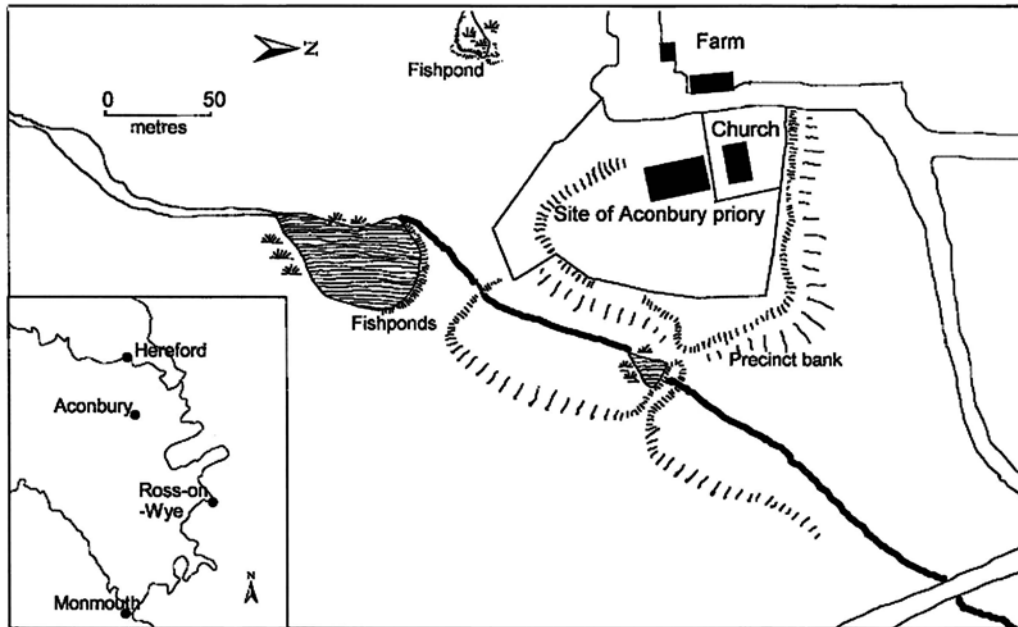 N
Fishpond
Farm
0 50
metres
Church
Site of Aconbury priory
Fishponds
Precinct bank
Hereford
Aconbury
Ross-on
-Wye
N
Monmouth